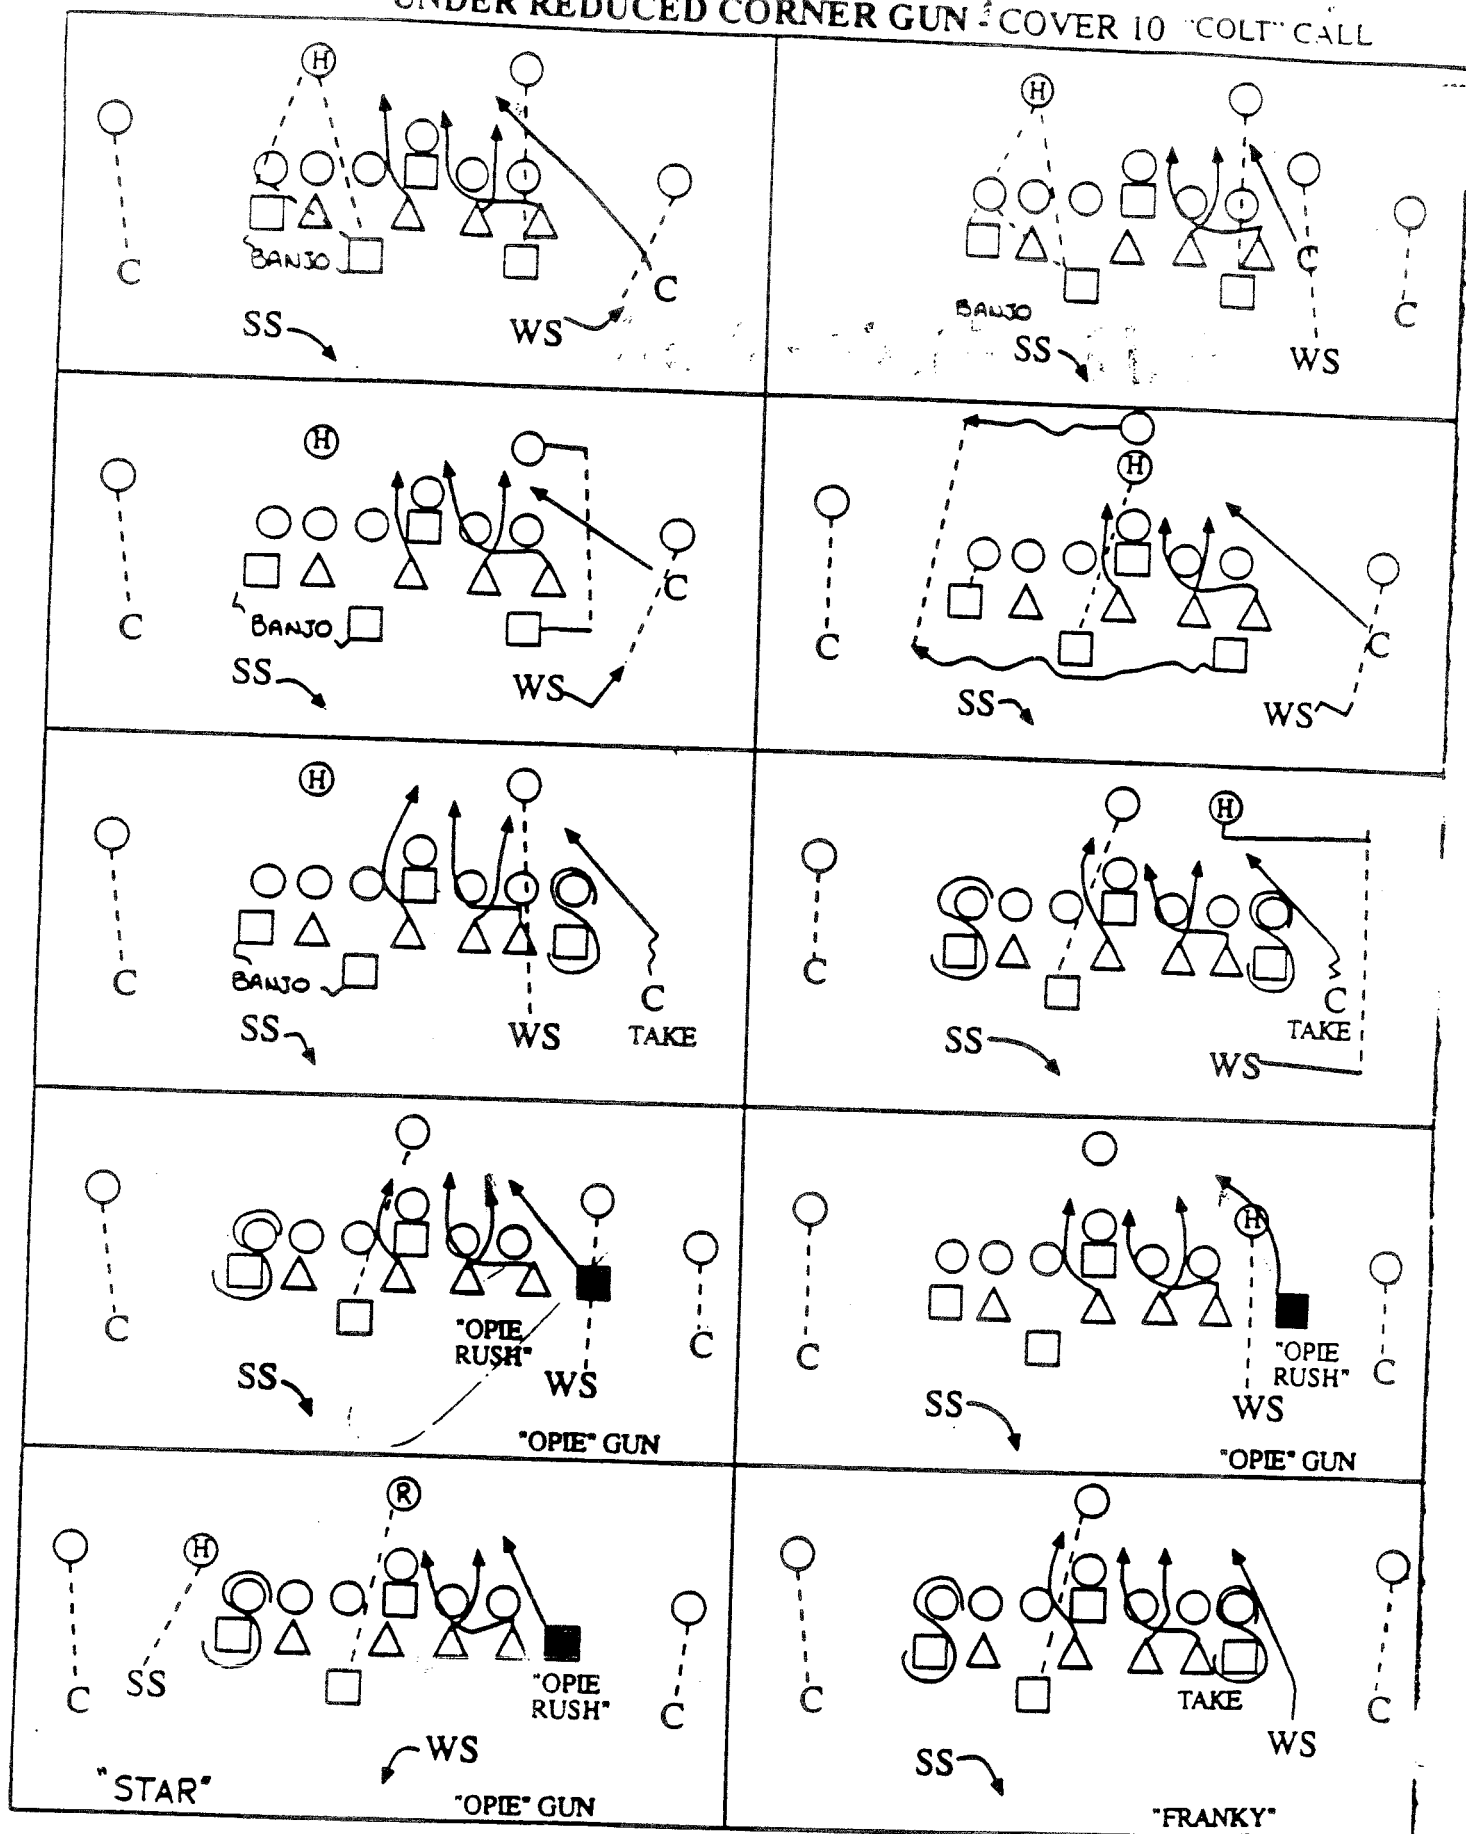 UNDER REDUCED CORNER GUN - COVER 10 "COLT" CALL
H
C
BANJO
SS
WS
C
H
BANJO
SS
C
WS
C
H
C
BANJO
SS
WS
C
H
C
SS
WS
C
H
C
BANJO
SS
WS
C
TAKE
H
C
SS
WS
C
TAKE
C
"OPIE
RUSH"
SS
WS
C
"OPIE" GUN
H
C
"OPIE
RUSH"
C
SS
WS
"OPIE" GUN
R
H
C
SS
"OPIE
RUSH"
C
WS
"STAR"
"OPIE" GUN
C
TAKE
C
SS
WS
"FRANKY"